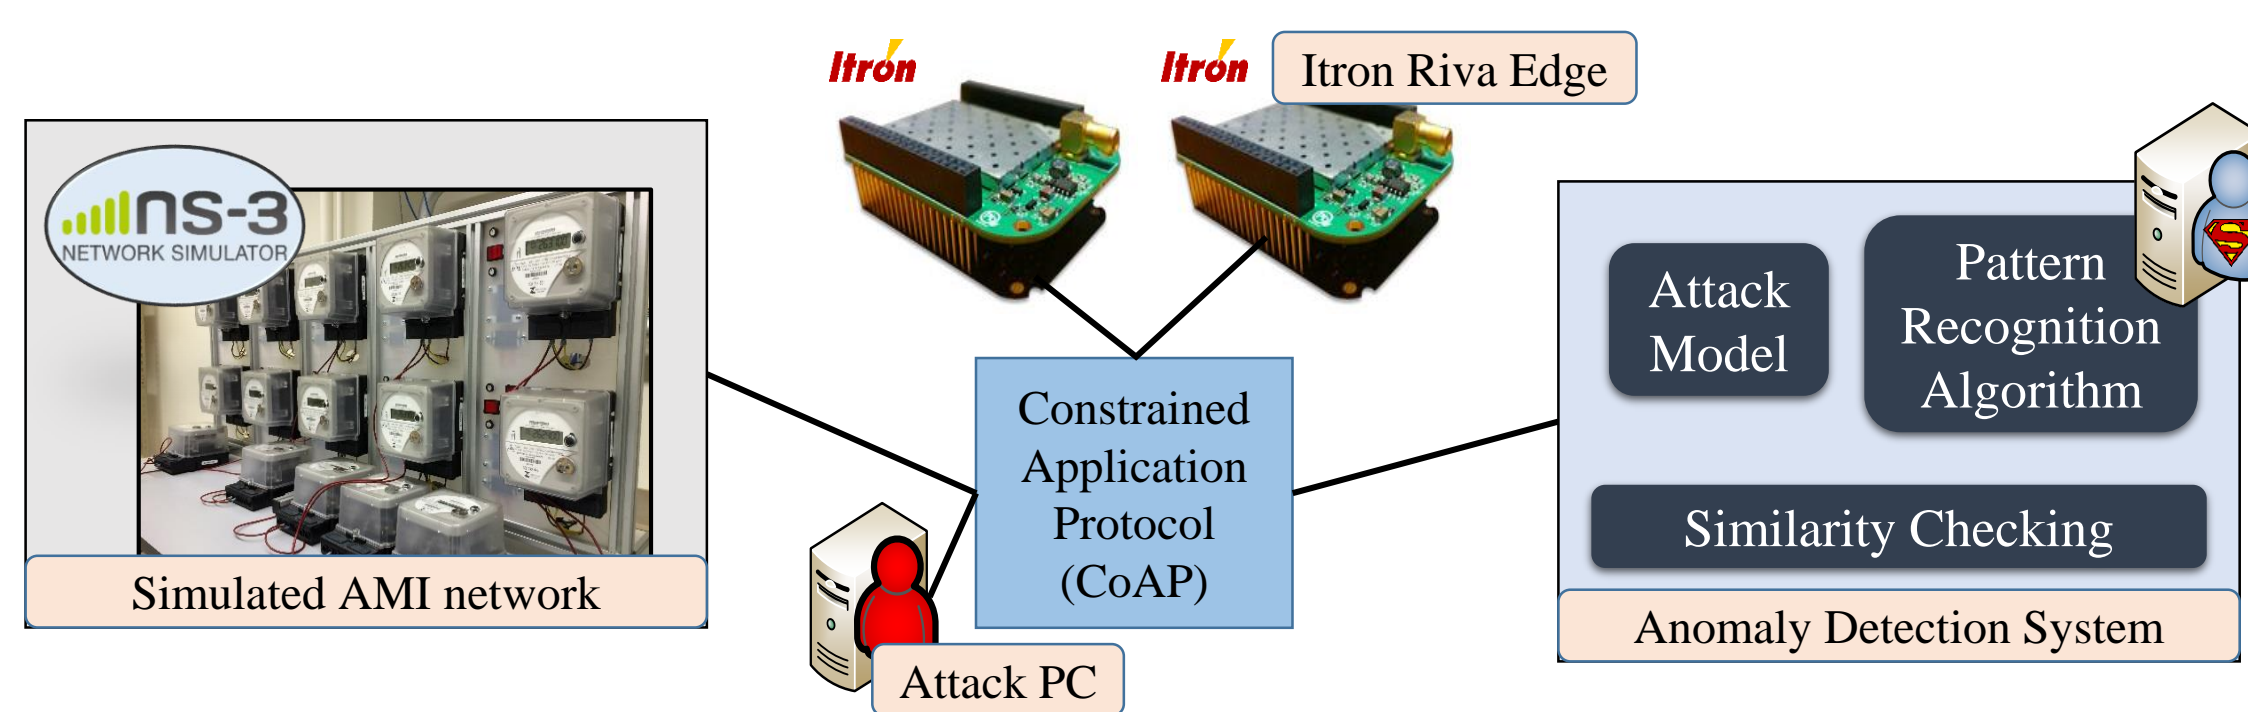 Itron
Itron
Itron Riva Edge
ns-3
NETWORK SIMULATOR
Simulated AMI network
Constrained
Application
Protocol
(CoAP)
Attack PC
Attack
Model
Pattern
Recognition
Algorithm
Similarity Checking
Anomaly Detection System